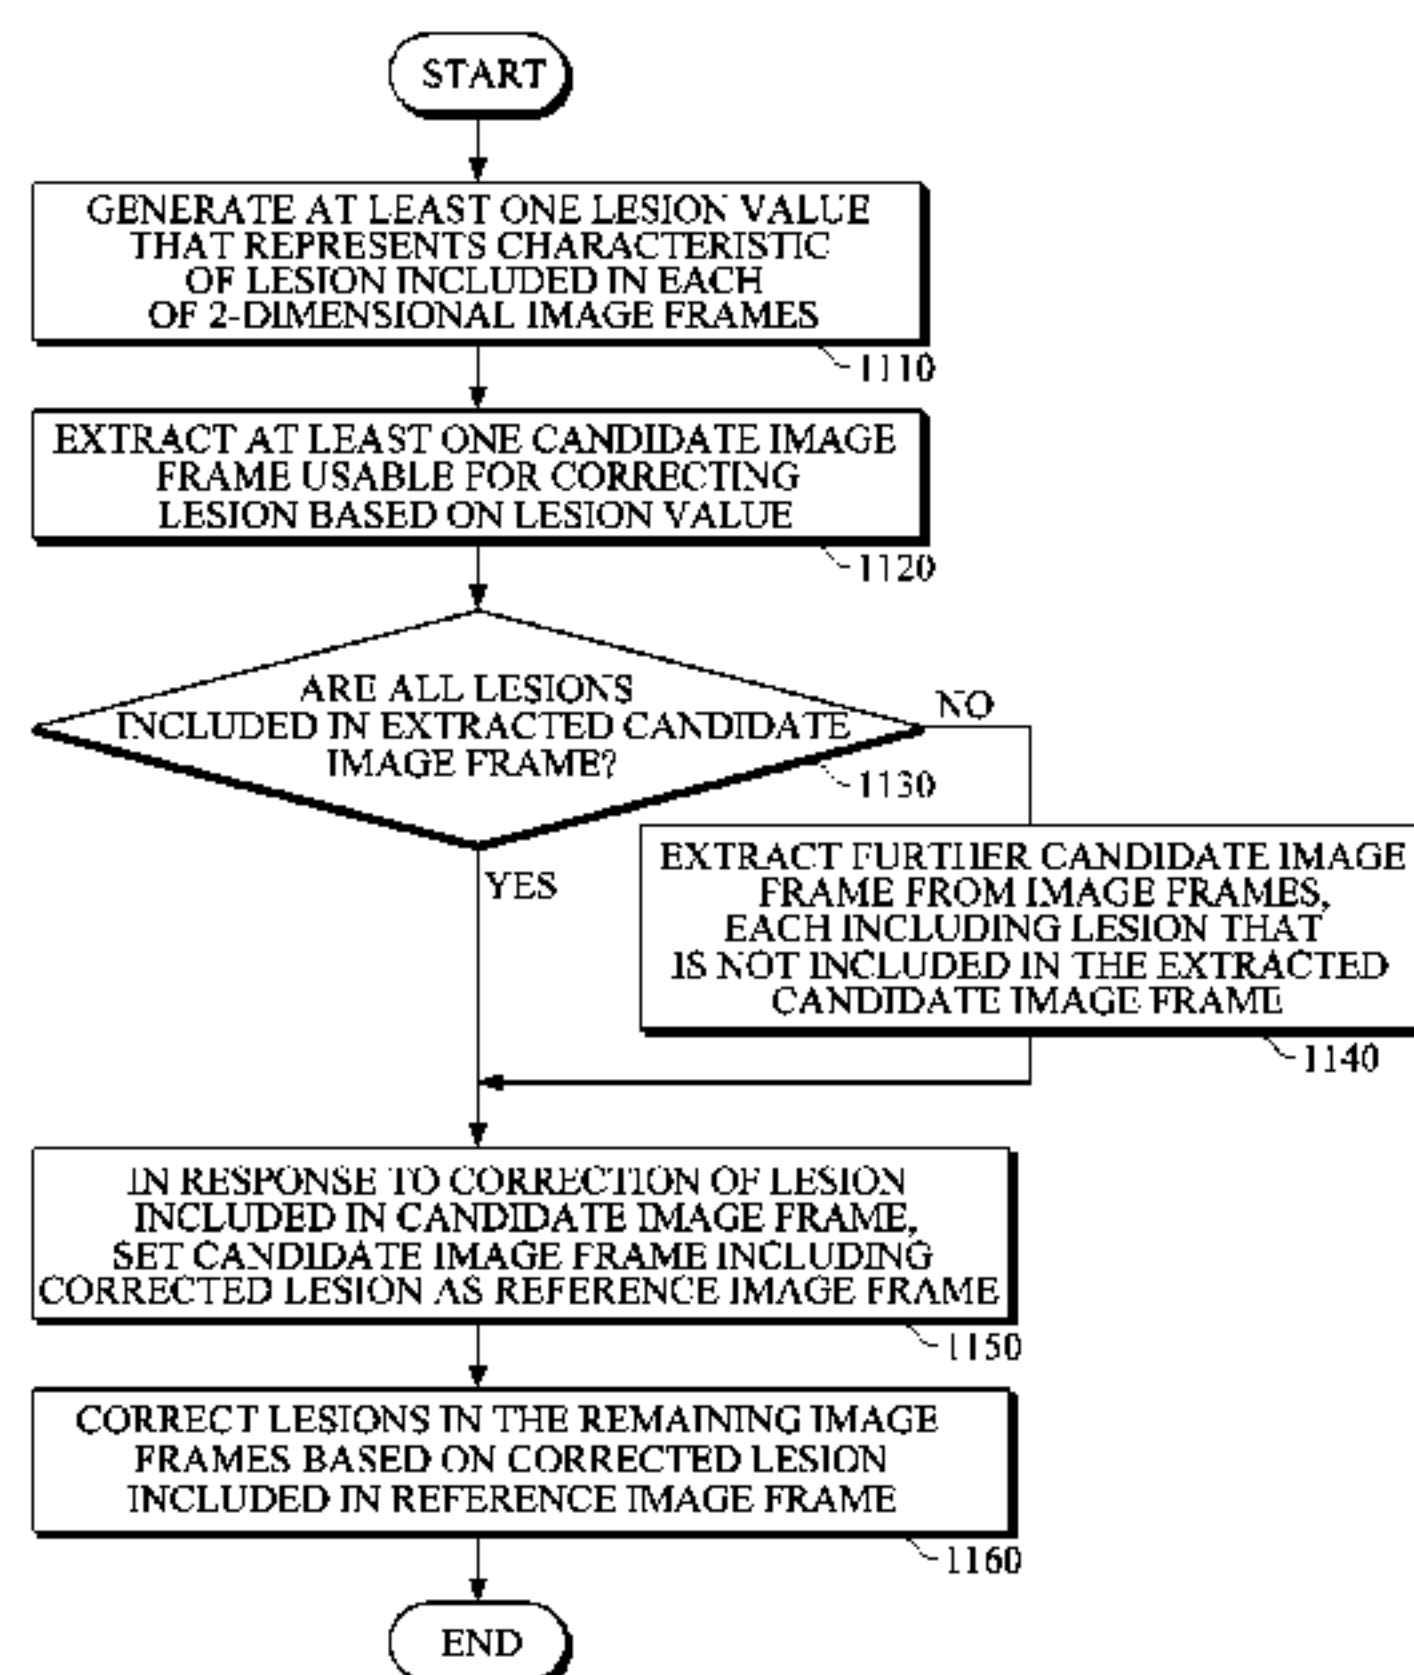 START
GENERATE AT LEAST ONE LESION VALUE
THAT REPRESENTS CHARACTERISTIC
OF LESION INCLUDED IN EACH
OF 2-DIMENSIONAL IMAGE FRAMES
1110
EXTRACT AT LEAST ONE CANDIDATE IMAGE
FRAME USABLE FOR CORRECTING
LESION BASED ON LESION VALUE
1120
ARE ALL LESIONS
INCLUDED IN EXTRACTED CANDIDATE
IMAGE FRAME?
1130
NO
YES
EXTRACT FURTHER CANDIDATE IMAGE
FRAME FROM IMAGE FRAMES,
EACH INCLUDING LESION THAT
IS NOT INCLUDED IN THE EXTRACTED
CANDIDATE IMAGE FRAME
1140
IN RESPONSE TO CORRECTION OF LESION
INCLUDED IN CANDIDATE IMAGE FRAME,
SET CANDIDATE IMAGE FRAME INCLUDING
CORRECTED LESION AS REFERENCE IMAGE FRAME
1150
CORRECT LESIONS IN THE REMAINING IMAGE
FRAMES BASED ON CORRECTED LESION
INCLUDED IN REFERENCE IMAGE FRAME
1160
END